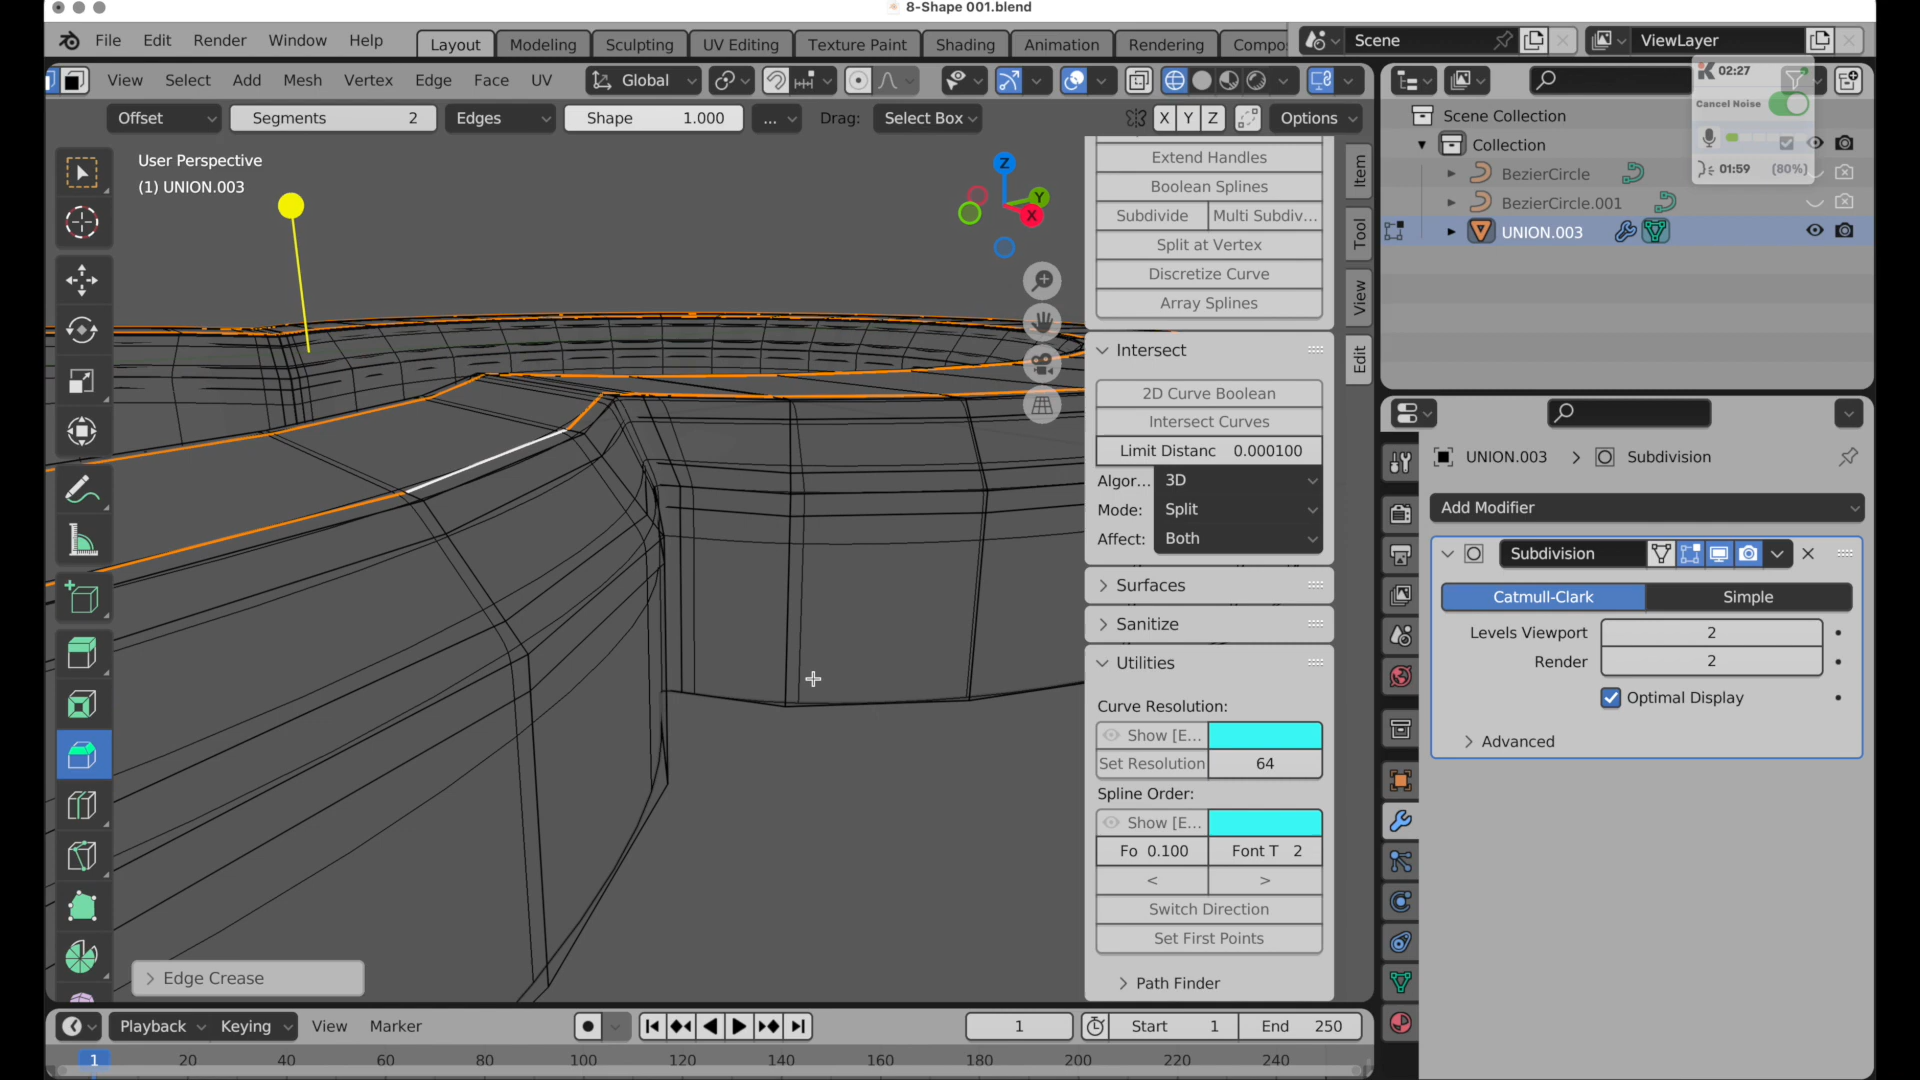 8-Shape 001.blend
File Edit Render Window Help Layout Modeling Sculpting UV Editing Texture Paint Shading Animation Rendering Compo Scene ViewLayer
View Select Add Mesh Vertex Edge Face UV Global
Offset Segments 2 Edges Shape 1.000 ... Drag: Select Box X Y Z Options
User Perspective
(1) UNION.003
Z
Y
X
Extend Handles
Boolean Splines
Subdivide Multi Subdiv...
Split at Vertex
Discretize Curve
Array Splines
Intersect
2D Curve Boolean
Intersect Curves
Limit Distanc 0.000100
Algor... 3D
Mode: Split
Affect: Both
Surfaces
Sanitize
Utilities
Curve Resolution:
Show [E...
Set Resolution 64
Spline Order:
Show [E...
Fo 0.100 Font T 2
< >
Switch Direction
Set First Points
Path Finder
Item
Tool
View
Edit
Edge Crease
02:27
Cancel Noise
01:59 (80%)
Scene Collection
Collection
BezierCircle
BezierCircle.001
UNION.003
UNION.003 > Subdivision
Add Modifier
Subdivision
Catmull-Clark Simple
Levels Viewport 2
Render 2
Optimal Display
Advanced
Playback Keying View Marker 1 Start 1 End 250
1 20 40 60 80 100 120 140 160 180 200 220 240